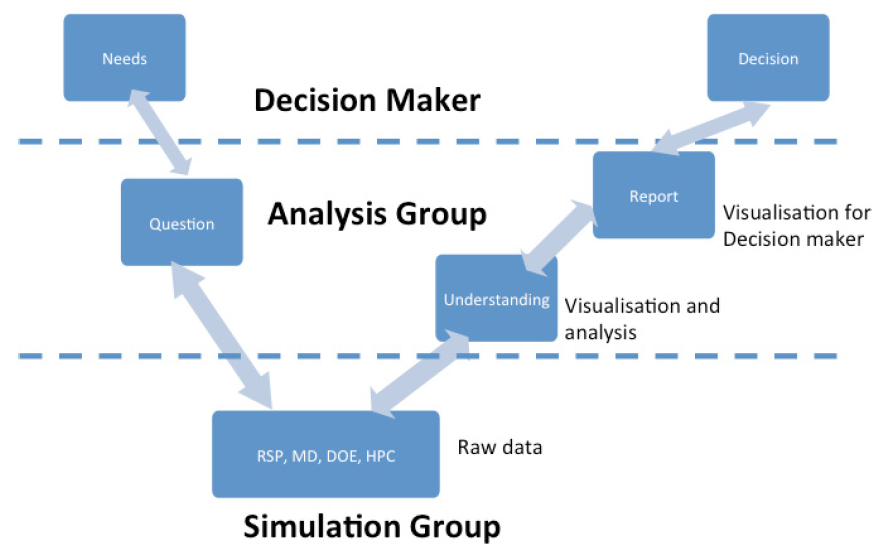 Needs
Decision
Decision Maker
Report
Question
Analysis Group
Visualisation for
Decision maker
Understanding
Visualisation and
analysis
RSP, MD, DOE, HPC
Raw data
Simulation Group